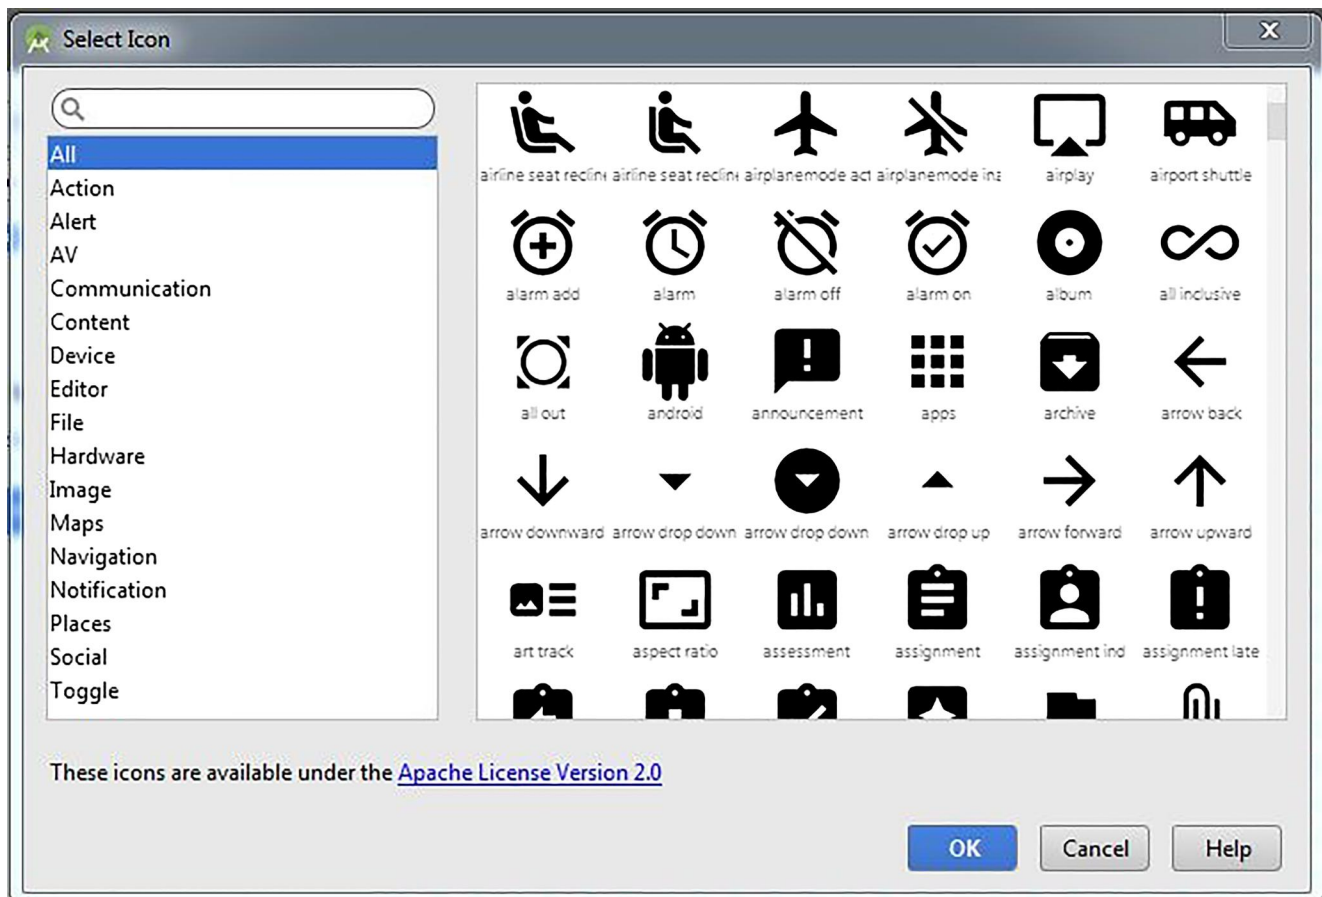 Select Icon
All
Action
Alert
AV
Communication
Content
Device
Editor
File
Hardware
Image
Maps
Navigation
Notification
Places
Social
Toggle
airline seat recline airline seat recline airplanemode act airplanemode ina airplay airport shuttle
alarm add alarm alarm off alarm on album all inclusive
all out android announcement apps archive arrow back
arrow downward arrow drop down arrow drop down arrow drop up arrow forward arrow upward
art track aspect ratio assessment assignment assignment ind assignment late
These icons are available under the Apache License Version 2.0
OK Cancel Help